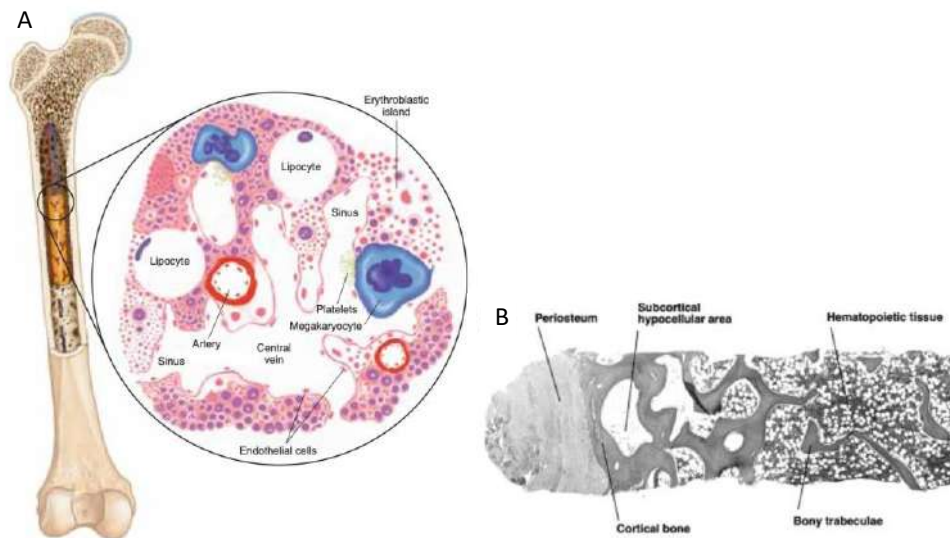 A
Erythroblastic
island
Lipocyte
Sinus
Lipocyte
Platelets
Megakaryocyte
Artery
Central
vein
Sinus
Endothelial cells
B
Periosteum
Subcortical
hypocellular area
Hematopoietic tissue
Cortical bone
Bony trabeculae